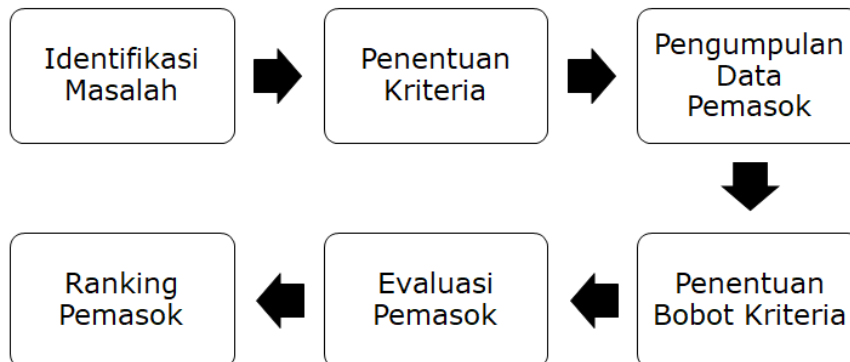 Identifikasi
Masalah
Penentuan
Kriteria
Pengumpulan
Data
Pemasok
Penentuan
Bobot Kriteria
Evaluasi
Pemasok
Ranking
Pemasok